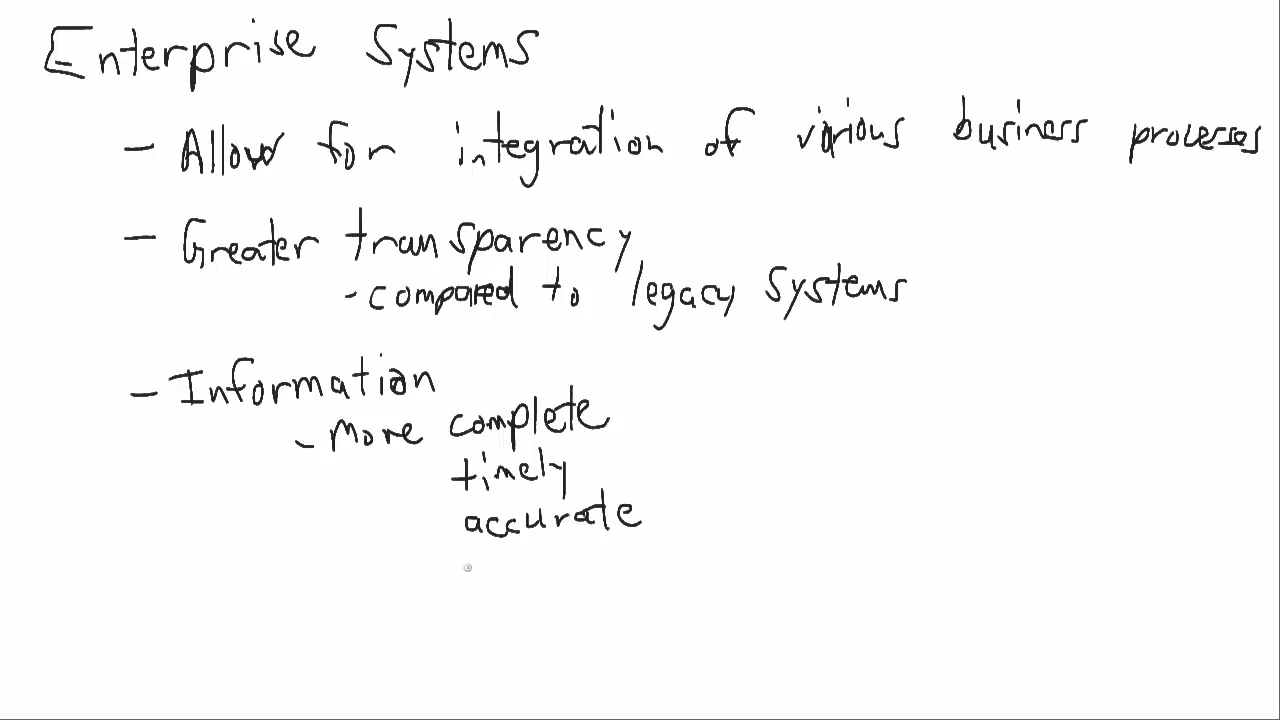 Enterprise Systems
- Allow for integration of various business processes
- Greater transparency
- compared to legacy systems
- Information
- More complete
timely
accurate